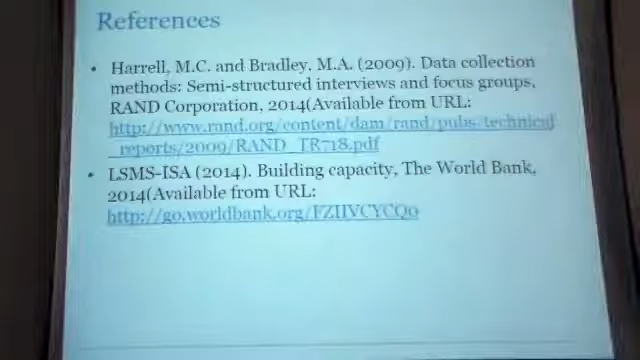 References
• Harrell, M.C. and Bradley, M.A. (2009). Data collection
methods: Semi-structured interviews and focus groups,
RAND Corporation, 2014(Available from URL:
http://www.rand.org/content/dam/rand/pubs/technical
_reports/2009/RAND_TR718.pdf
• LSMS-ISA (2014). Building capacity, The World Bank,
2014(Available from URL: